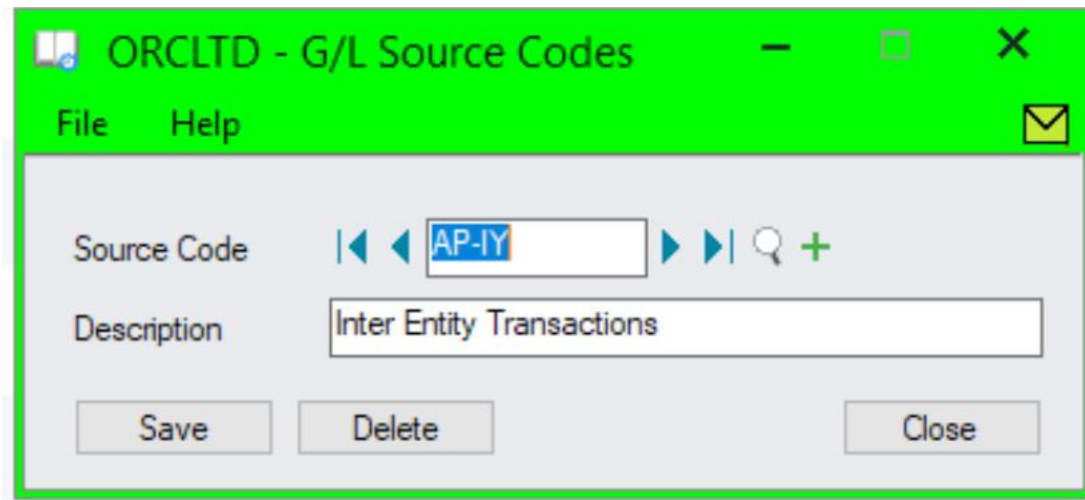 ORCLTD - G/L Source Codes
File Help
Source Code AP-IY
Description Inter Entity Transactions
Save Delete Close